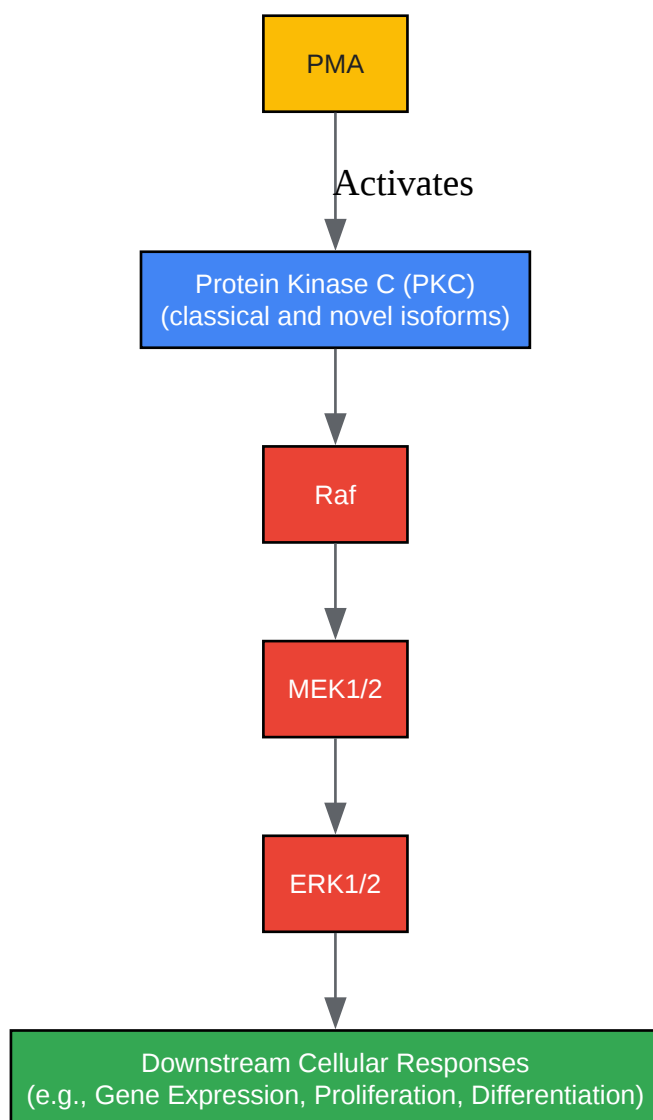 PMA
Activates
Protein Kinase C (PKC)
(classical and novel isoforms)
Raf
MEK1/2
ERK1/2
Downstream Cellular Responses
(e.g., Gene Expression, Proliferation, Differentiation)